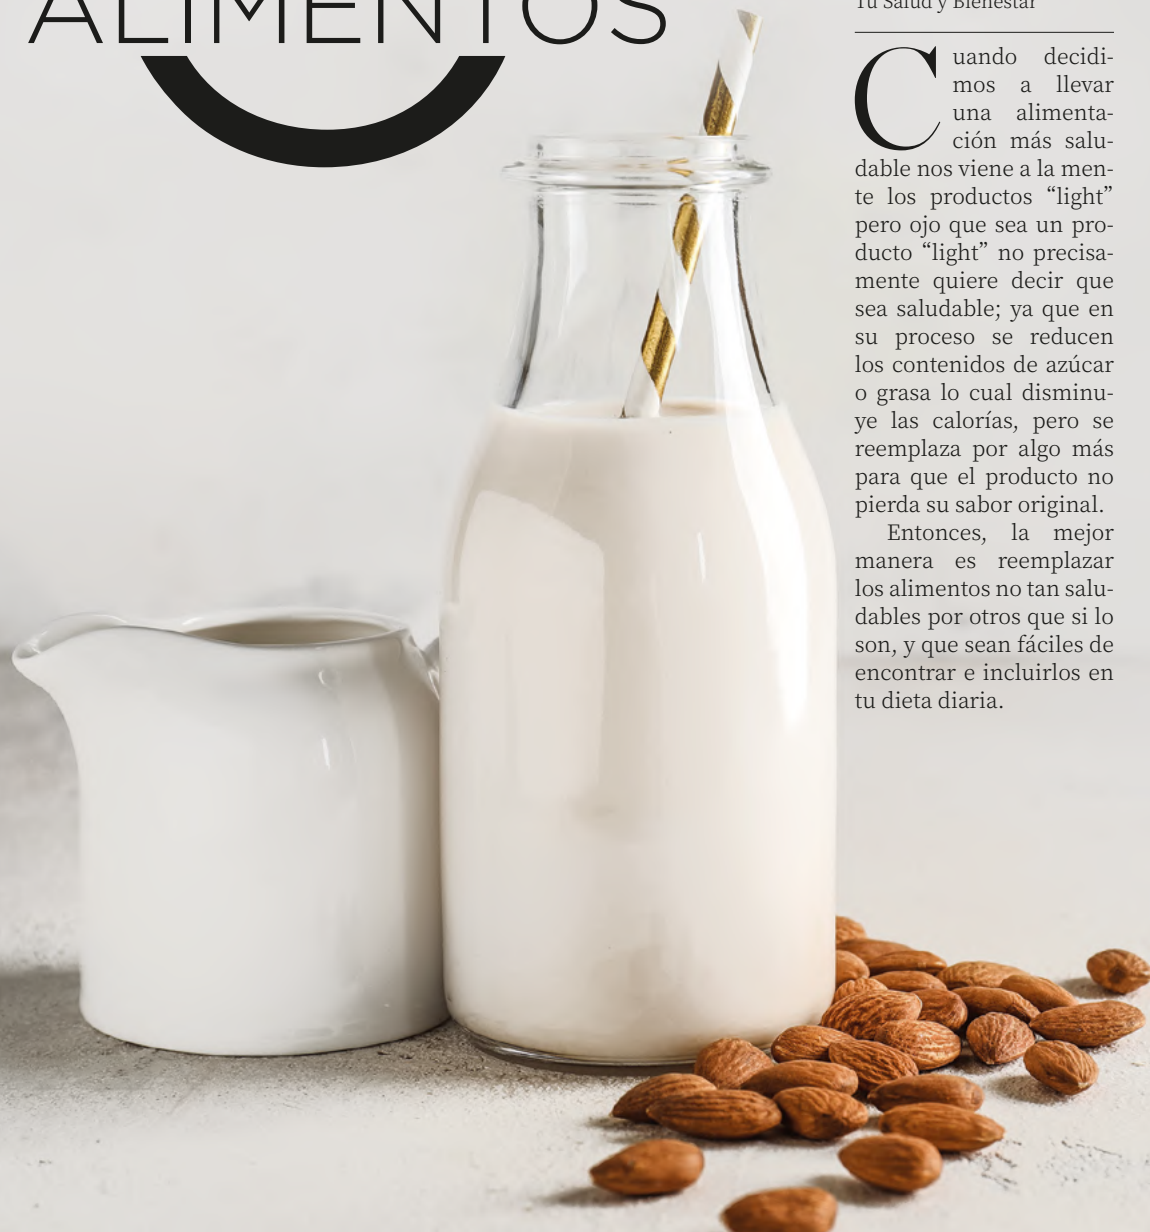 ALIMENTOS
Tu Salud y Bienestar
Cuando decidi-
mos a llevar
una alimenta-
ción más salu-
dable nos viene a la men-
te los productos “light”
pero ojo que sea un pro-
ducto “light” no precisa-
mente quiere decir que
sea saludable; ya que en
su proceso se reducen
los contenidos de azúcar
o grasa lo cual disminu-
ye las calorías, pero se
reemplaza por algo más
para que el producto no
pierda su sabor original.
Entonces, la mejor
manera es reemplazar
los alimentos no tan salu-
dables por otros que si lo
son, y que sean fáciles de
encontrar e incluirlos en
tu dieta diaria.